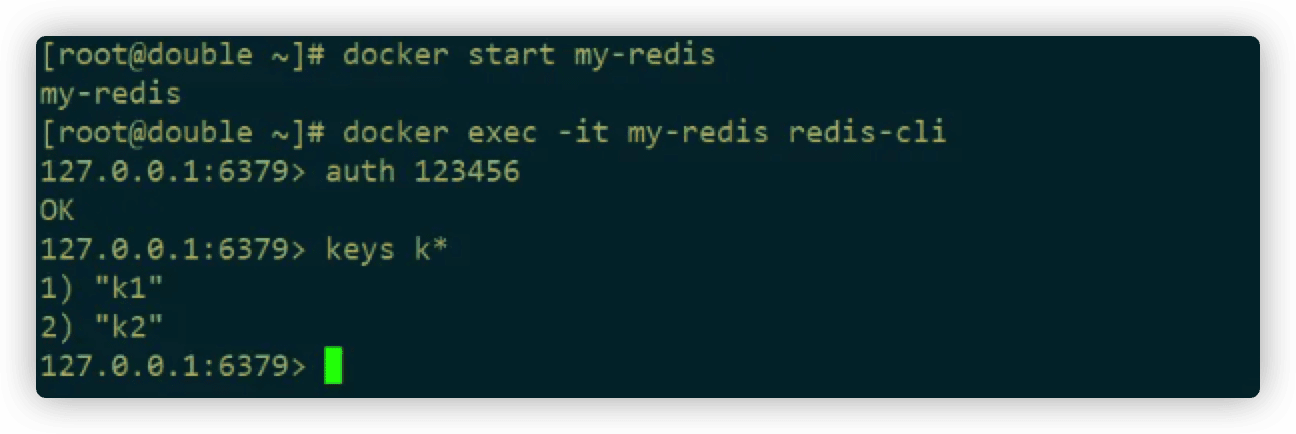 [root@double ~]# docker start my-redis
my-redis
[root@double ~]# docker exec -it my-redis redis-cli
127.0.0.1:6379> auth 123456
OK
127.0.0.1:6379> keys k*
1) "k1"
2) "k2"
127.0.0.1:6379>